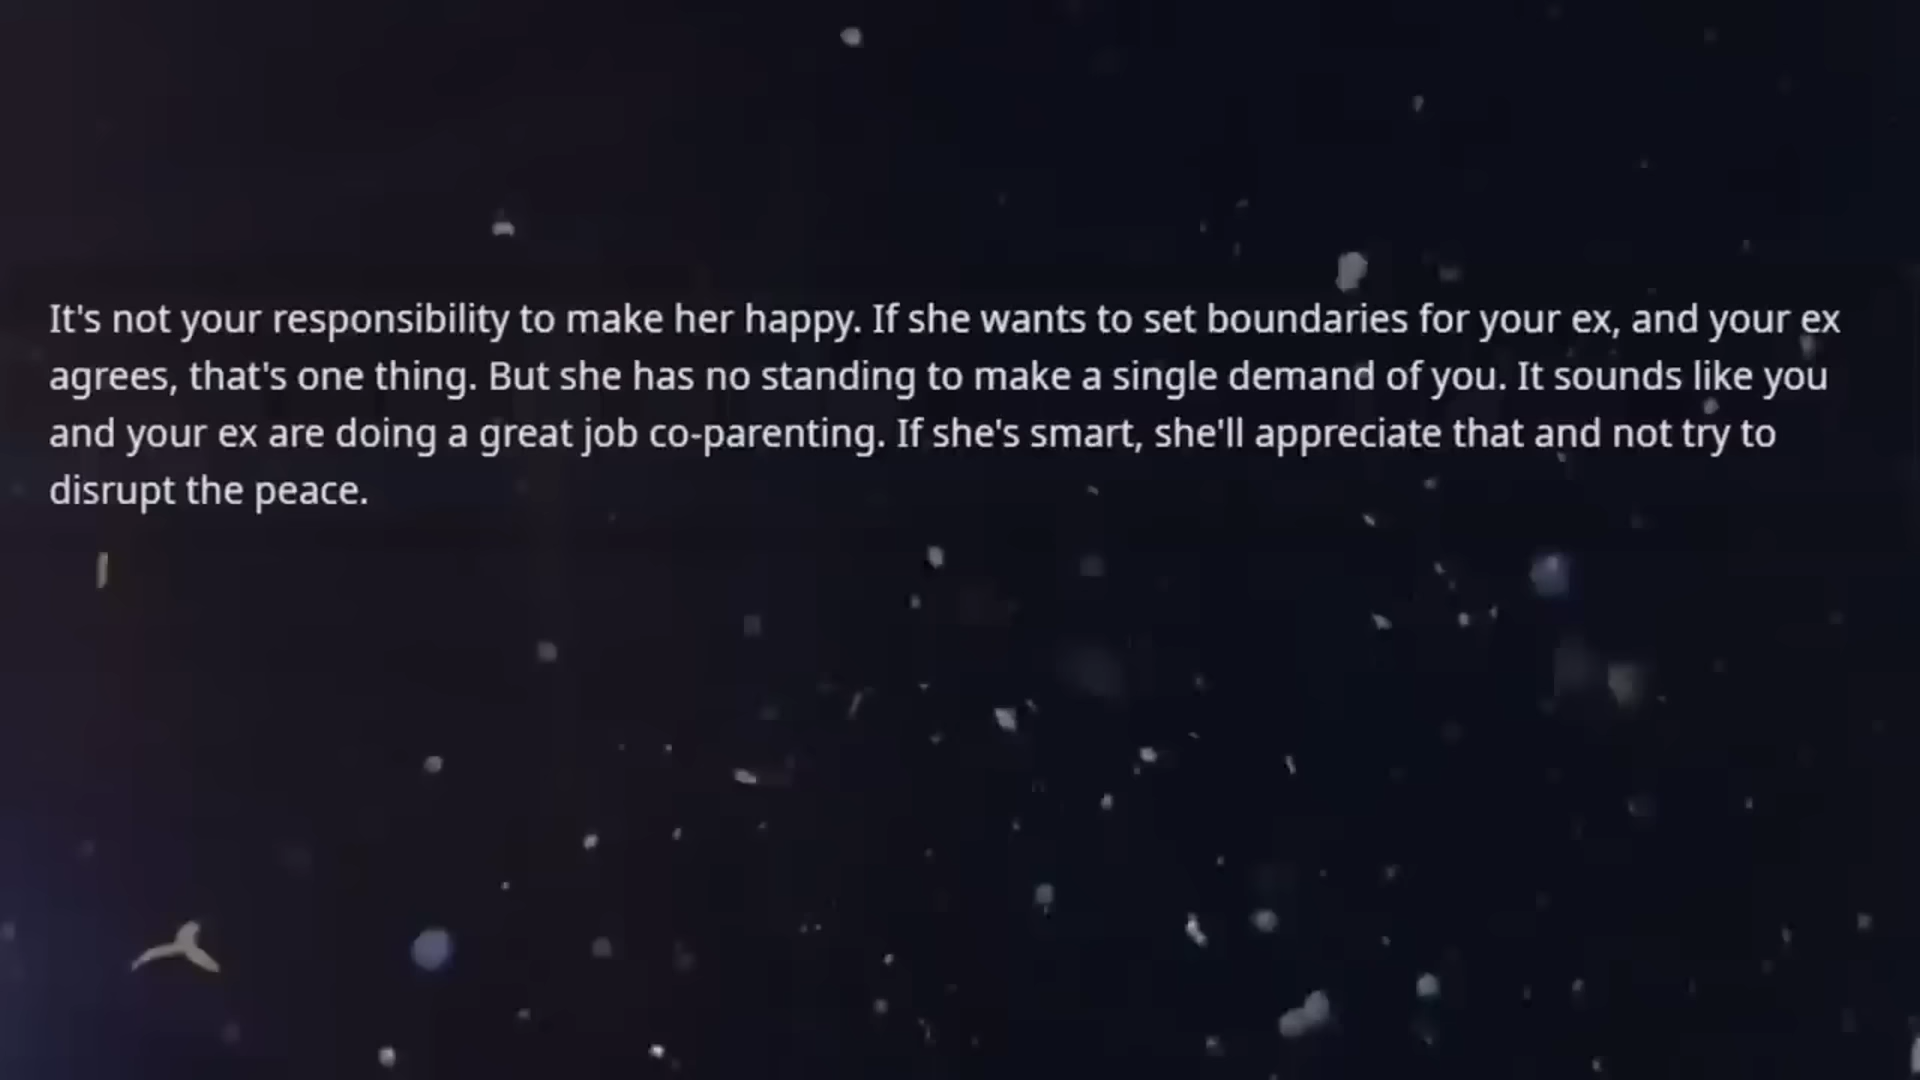 It's not your responsibility to make her happy. If she wants to set boundaries for your ex, and your ex
agrees, that's one thing. But she has no standing to make a single demand of you. It sounds like you
and your ex are doing a great job co-parenting. If she's smart, she'll appreciate that and not try to
disrupt the peace.